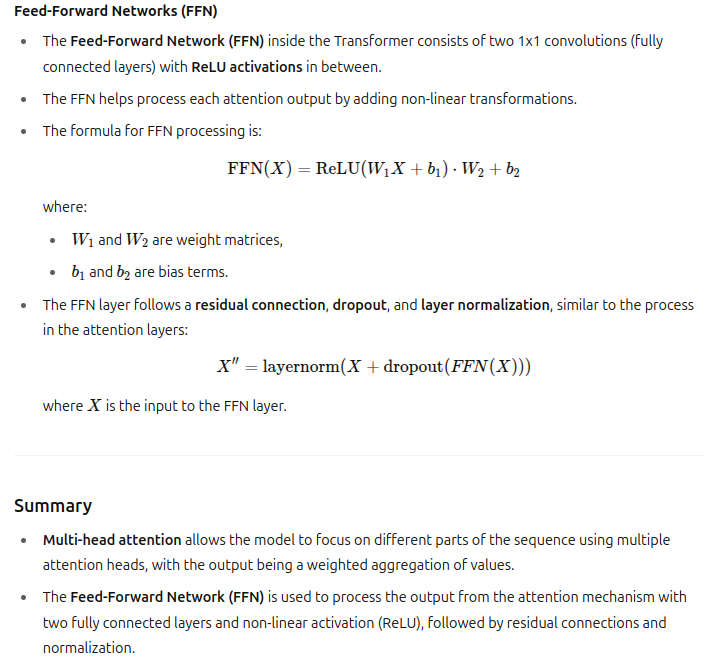 Feed-Forward Networks (FFN)
• The Feed-Forward Network (FFN) inside the Transformer consists of two 1x1 convolutions (fully
connected layers) with ReLU activations in between.
• The FFN helps process each attention output by adding non-linear transformations.
• The formula for FFN processing is:
FFN(X) = ReLU(W₁X + b₁) · W₂ + b₂
where:
• W₁ and W₂ are weight matrices,
• b₁ and b₂ are bias terms.
• The FFN layer follows a residual connection, dropout, and layer normalization, similar to the process
in the attention layers:
X″ = layernorm(X + dropout(FFN(X)))
where X is the input to the FFN layer.
Summary
• Multi-head attention allows the model to focus on different parts of the sequence using multiple
attention heads, with the output being a weighted aggregation of values.
• The Feed-Forward Network (FFN) is used to process the output from the attention mechanism with
two fully connected layers and non-linear activation (ReLU), followed by residual connections and
normalization.